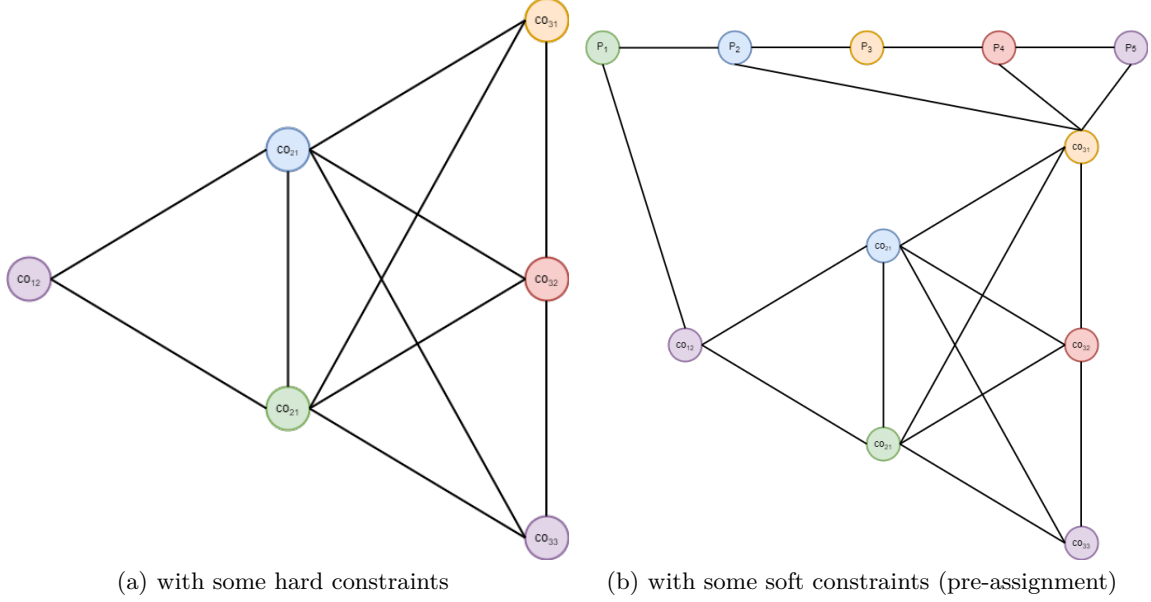 CO₃₁
CO₂₁
CO₁₂
CO₃₂
CO₂₁
CO₃₃
(a) with some hard constraints
P₁ P₂ P₃ P₄ P₅
CO₃₁
CO₂₁
CO₁₂
CO₃₂
CO₂₁
CO₃₃
(b) with some soft constraints (pre-assignment)